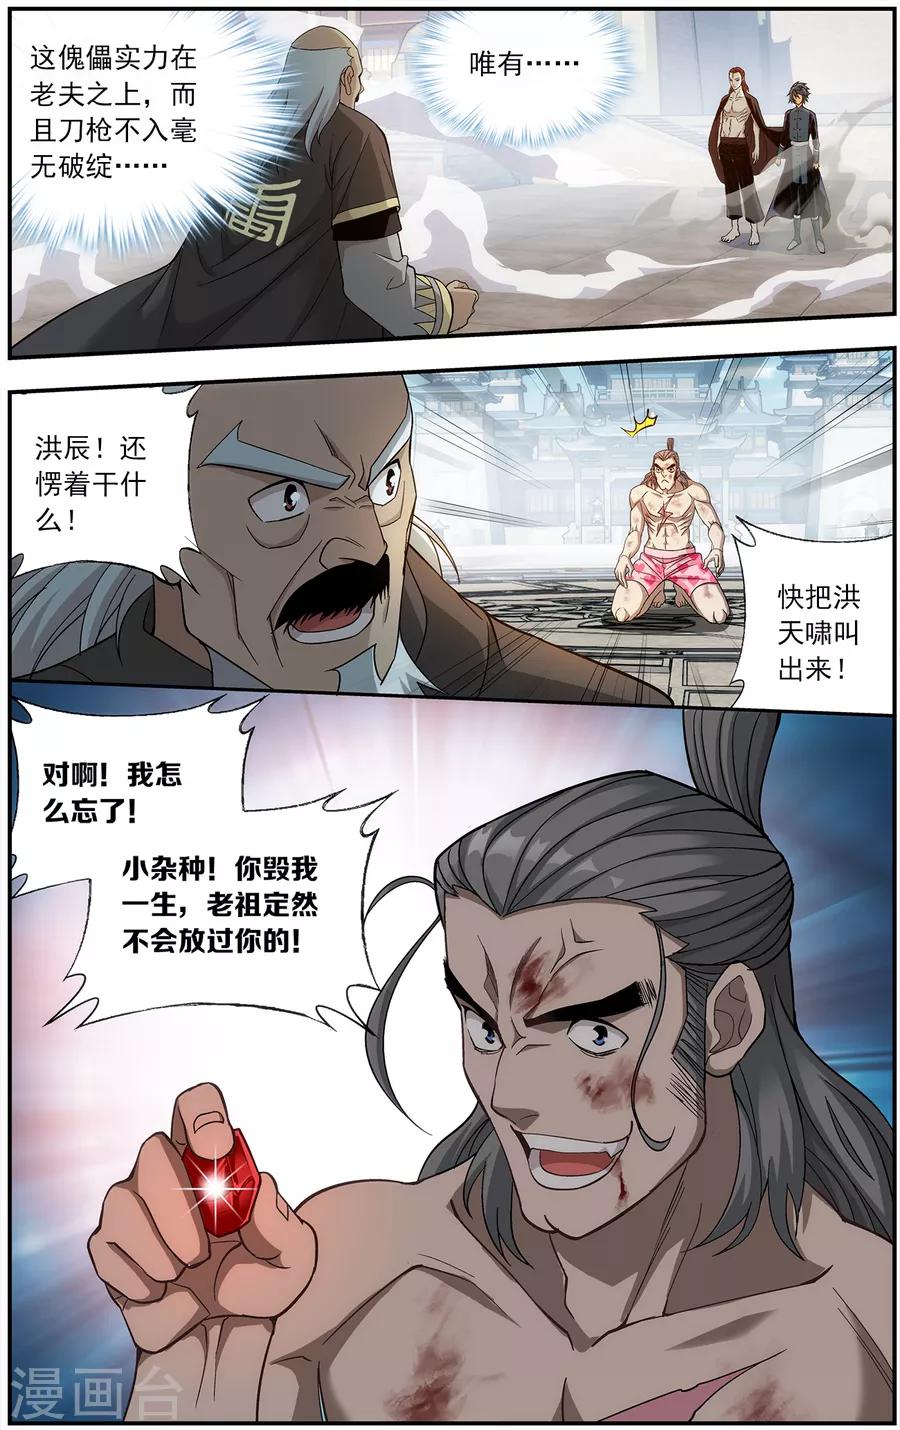 这傀儡实力在
老夫之上，而
且刀枪不入毫
无破绽……
唯有……
洪辰！还
愣着干什
么！
快把洪
天啸叫
出来！
对啊！我怎
么忘了！
小杂种！你毁我
一生，老祖定然
不会放过你的！
漫画台